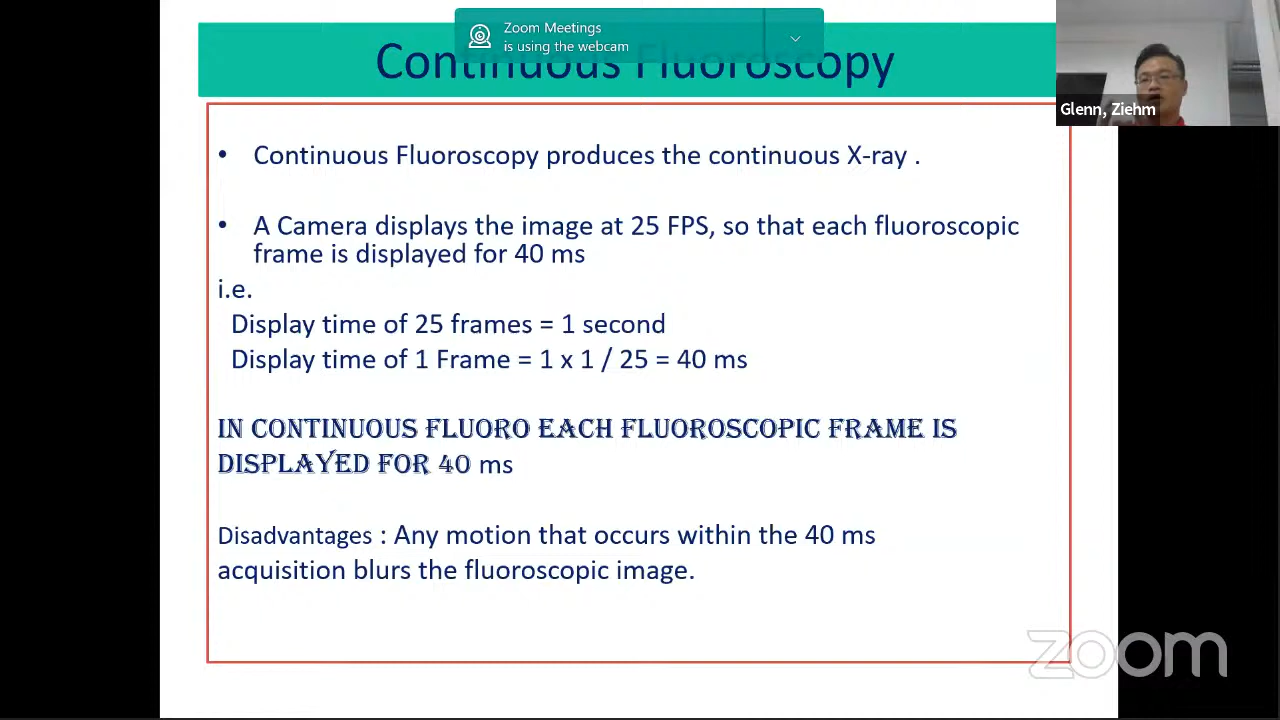 Zoom Meetings
is using the webcam
Continuous Fluoroscopy
Glenn, Ziehm
• Continuous Fluoroscopy produces the continuous X-ray .
• A Camera displays the image at 25 FPS, so that each fluoroscopic
frame is displayed for 40 ms
i.e.
Display time of 25 frames = 1 second
Display time of 1 Frame = 1 x 1 / 25 = 40 ms
IN CONTINUOUS FLUORO EACH FLUOROSCOPIC FRAME IS
DISPLAYED FOR 40 ms
Disadvantages : Any motion that occurs within the 40 ms
acquisition blurs the fluoroscopic image.
zoom